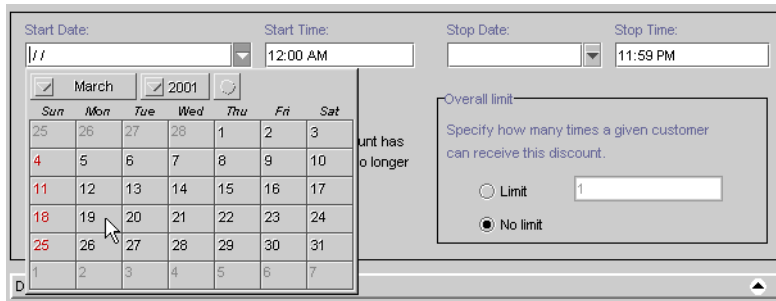 Start Date: Start Time: Stop Date: Stop Time:
/ / 12:00 AM 11:59 PM
March 2001
Sun Mon Tue Wed Thu Fri Sat
25 26 27 28 1 2 3
4 5 6 7 8 9 10
11 12 13 14 15 16 17
18 19 20 21 22 23 24
25 26 27 28 29 30 31
1 2 3 4 5 6 7
unt has
o longer
Overall limit
Specify how many times a given customer
can receive this discount.
Limit 1
No limit
D